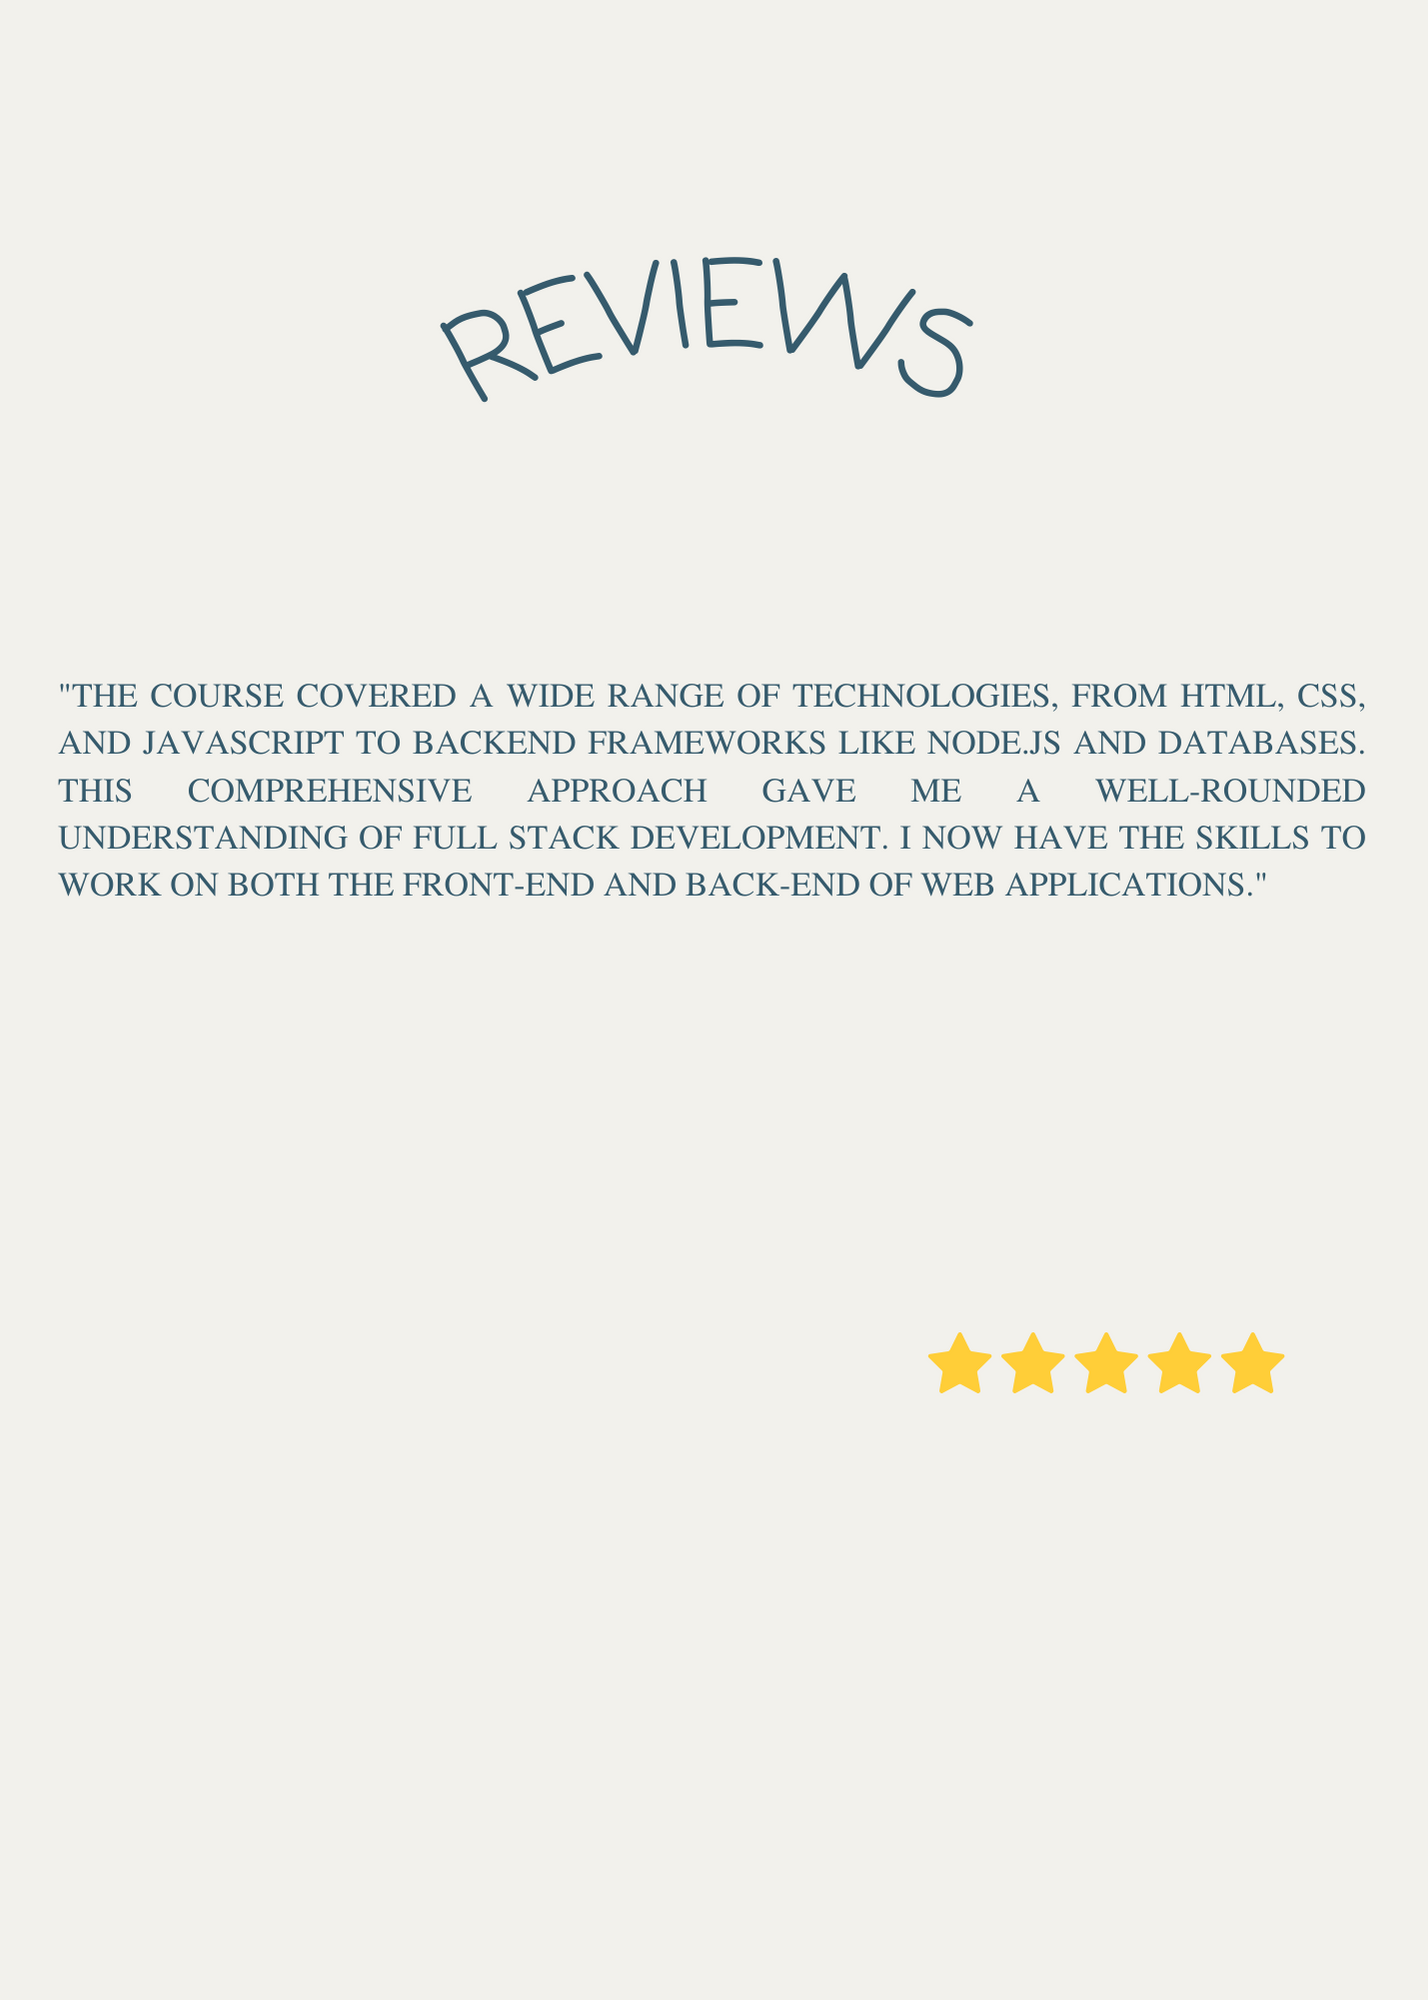 REVIEWS
"THE COURSE COVERED A WIDE RANGE OF TECHNOLOGIES, FROM HTML, CSS,
AND JAVASCRIPT TO BACKEND FRAMEWORKS LIKE NODE.JS AND DATABASES.
THIS COMPREHENSIVE APPROACH GAVE ME A WELL-ROUNDED
UNDERSTANDING OF FULL STACK DEVELOPMENT. I NOW HAVE THE SKILLS TO
WORK ON BOTH THE FRONT-END AND BACK-END OF WEB APPLICATIONS."